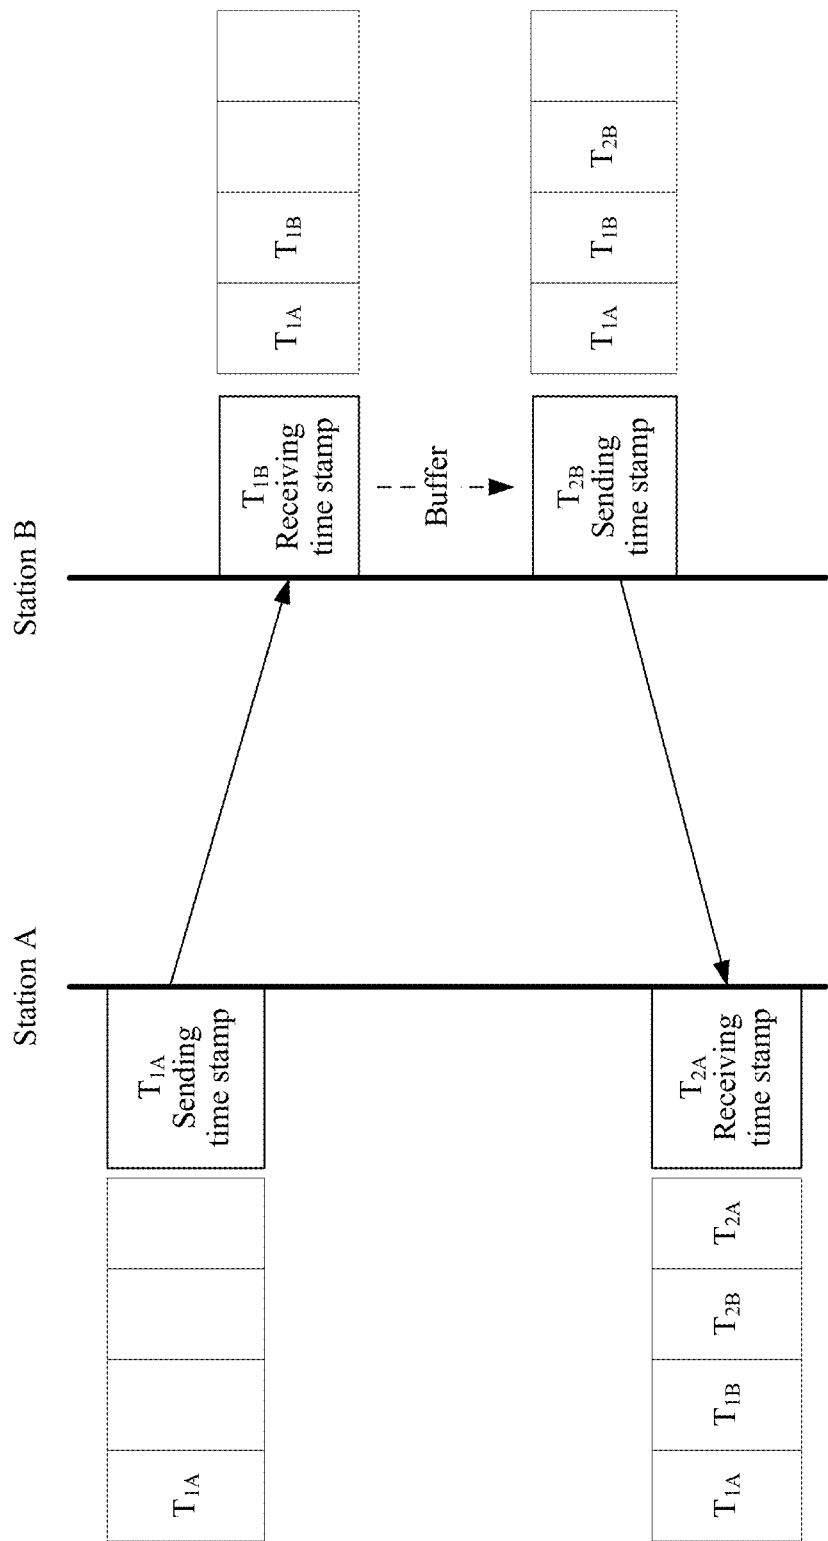 Station A
Station B
T1A
T1A
Sending
time stamp
T1B
Receiving
time stamp
T1A
T1B
Buffer
T2B
Sending
time stamp
T1A
T1B
T2B
T1A
T1B
T2B
T2A
T2A
Receiving
time stamp